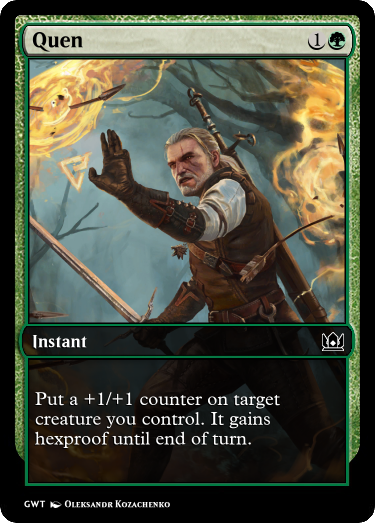 Quen 1
Instant
Put a +1/+1 counter on target
creature you control. It gains
hexproof until end of turn.
GWT Oleksandr Kozachenko